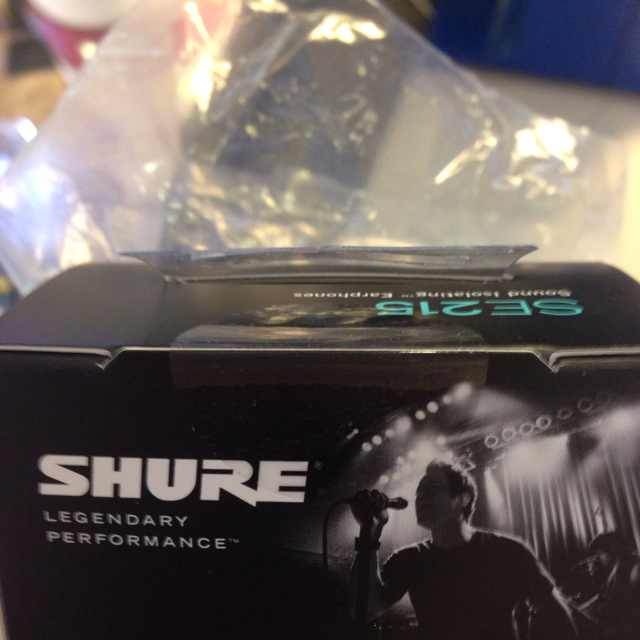 SE215
Sound Isolating™ Earphones
SHURE®
LEGENDARY
PERFORMANCE™